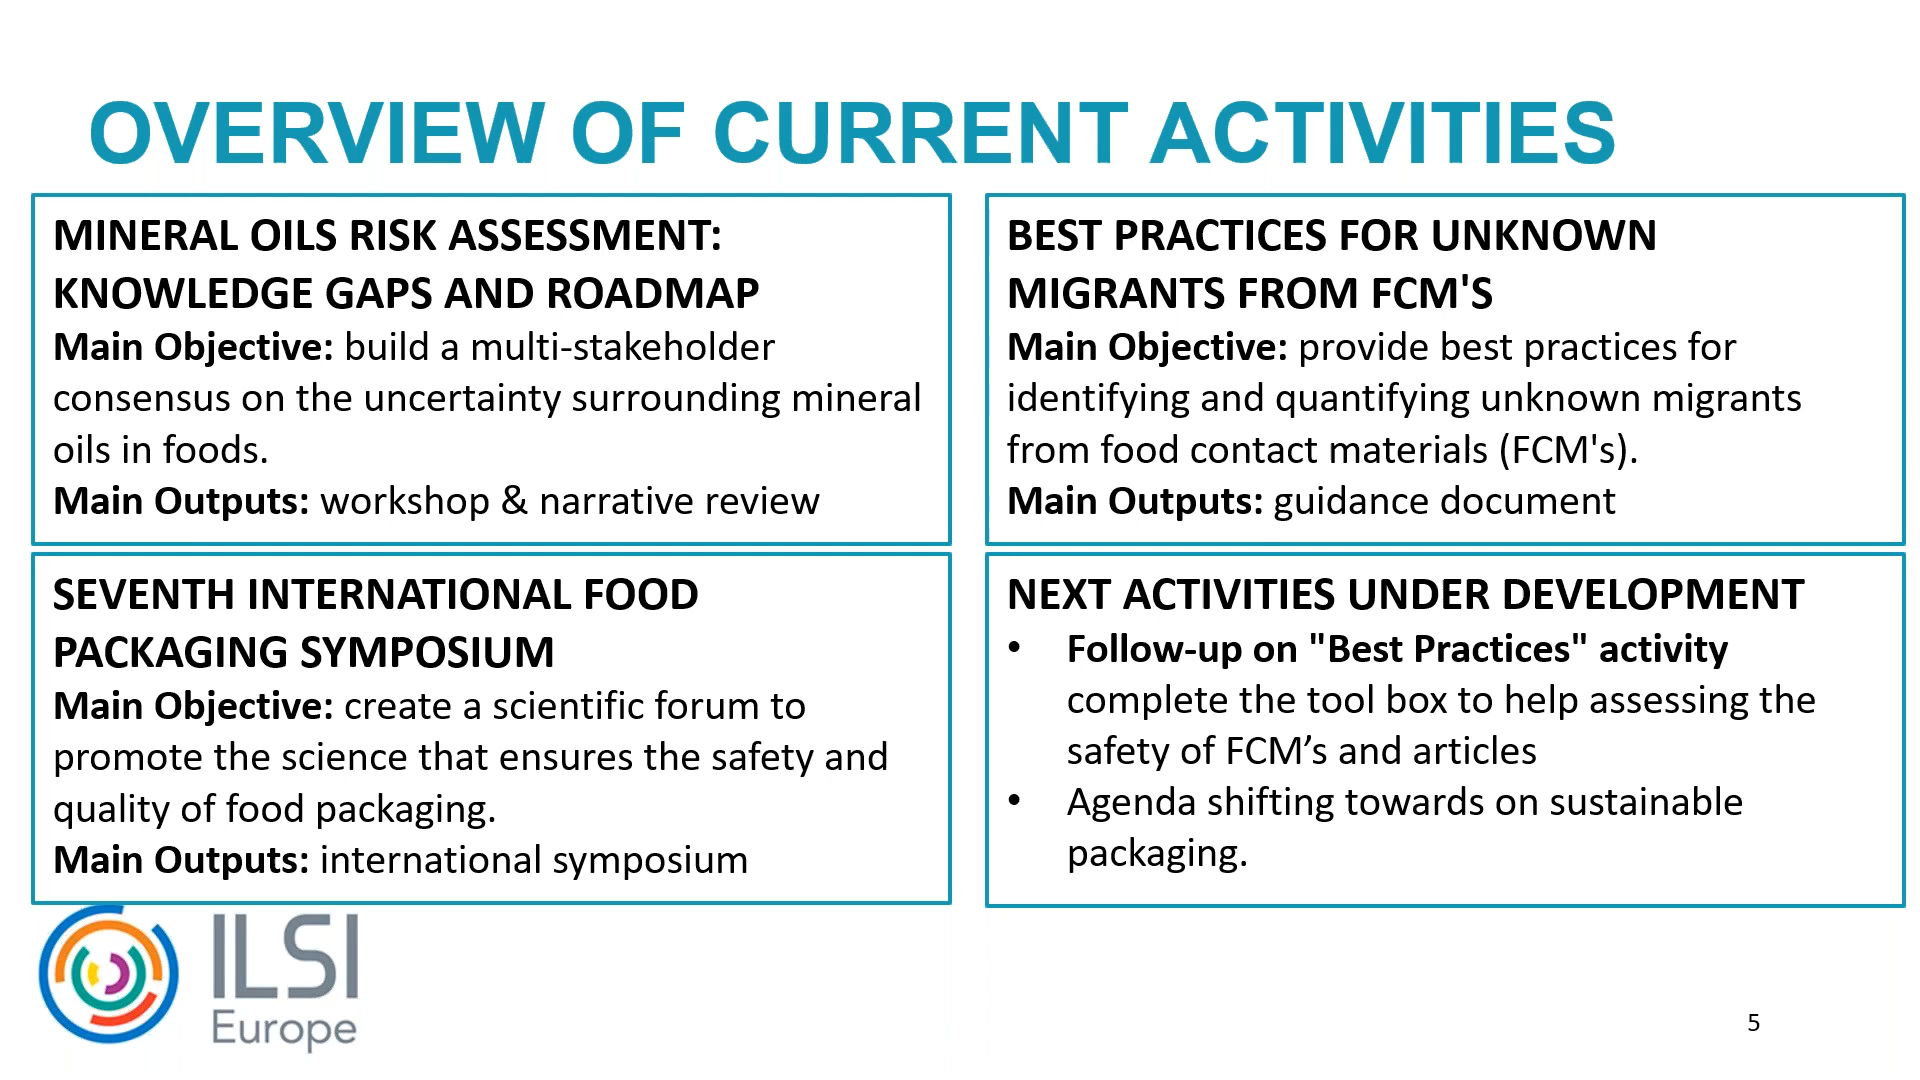 OVERVIEW OF CURRENT ACTIVITIES
MINERAL OILS RISK ASSESSMENT:
KNOWLEDGE GAPS AND ROADMAP
Main Objective: build a multi-stakeholder
consensus on the uncertainty surrounding mineral
oils in foods.
Main Outputs: workshop & narrative review
BEST PRACTICES FOR UNKNOWN
MIGRANTS FROM FCM'S
Main Objective: provide best practices for
identifying and quantifying unknown migrants
from food contact materials (FCM's).
Main Outputs: guidance document
SEVENTH INTERNATIONAL FOOD
PACKAGING SYMPOSIUM
Main Objective: create a scientific forum to
promote the science that ensures the safety and
quality of food packaging.
Main Outputs: international symposium
NEXT ACTIVITIES UNDER DEVELOPMENT
• Follow-up on "Best Practices" activity
complete the tool box to help assessing the
safety of FCM’s and articles
• Agenda shifting towards on sustainable
packaging.
ILSI
Europe
5